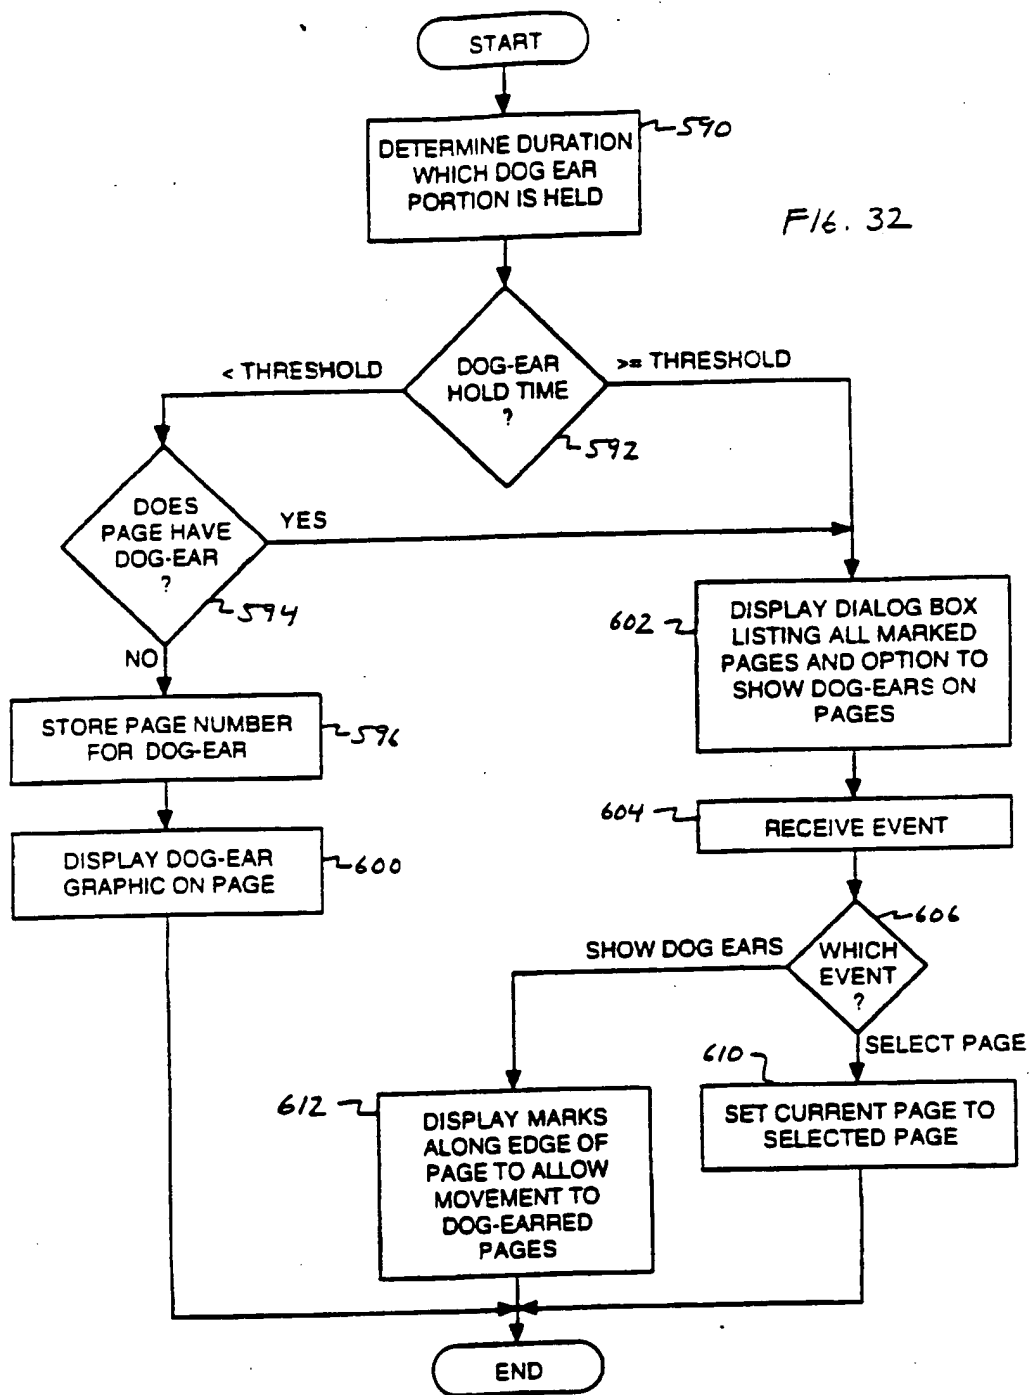 START
DETERMINE DURATION
WHICH DOG EAR
PORTION IS HELD
590
FIG. 32
< THRESHOLD
DOG-EAR
HOLD TIME
?
>= THRESHOLD
592
DOES
PAGE HAVE
DOG-EAR
?
YES
594
NO
602
DISPLAY DIALOG BOX
LISTING ALL MARKED
PAGES AND OPTION TO
SHOW DOG-EARS ON
PAGES
STORE PAGE NUMBER
FOR DOG-EAR
596
604
RECEIVE EVENT
DISPLAY DOG-EAR
GRAPHIC ON PAGE
600
606
SHOW DOG EARS
WHICH
EVENT
?
SELECT PAGE
610
SET CURRENT PAGE TO
SELECTED PAGE
612
DISPLAY MARKS
ALONG EDGE OF
PAGE TO ALLOW
MOVEMENT TO
DOG-EARRED
PAGES
END